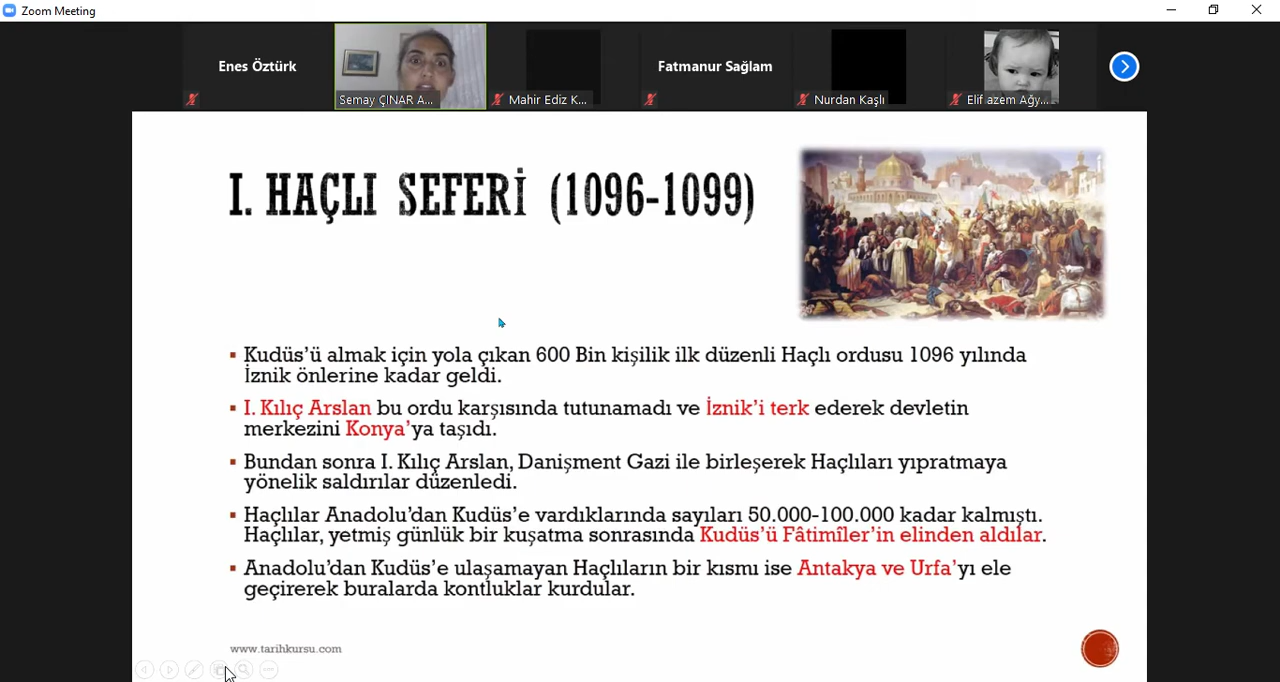 Zoom Meeting
Enes Öztürk
Semay ÇINAR A...
Mahir Ediz K...
Fatmanur Sağlam
Nurdan Kaşlı
Elif azem Ağy...
I. HAÇLI SEFERİ (1096-1099)
▪ Kudüs’ü almak için yola çıkan 600 Bin kişilik ilk düzenli Haçlı ordusu 1096 yılında
İznik önlerine kadar geldi.
▪ I. Kılıç Arslan bu ordu karşısında tutunamadı ve İznik’i terk ederek devletin
merkezini Konya’ya taşıdı.
▪ Bundan sonra I. Kılıç Arslan, Danişment Gazi ile birleşerek Haçlıları yıpratmaya
yönelik saldırılar düzenledi.
▪ Haçlılar Anadolu’dan Kudüs’e vardıklarında sayıları 50.000-100.000 kadar kalmıştı.
Haçlılar, yetmiş günlük bir kuşatma sonrasında Kudüs’ü Fâtimîler’in elinden aldılar.
▪ Anadolu’dan Kudüs’e ulaşamayan Haçlıların bir kısmı ise Antakya ve Urfa’yı ele
geçirerek buralarda kontluklar kurdular.
www.tarihkursu.com